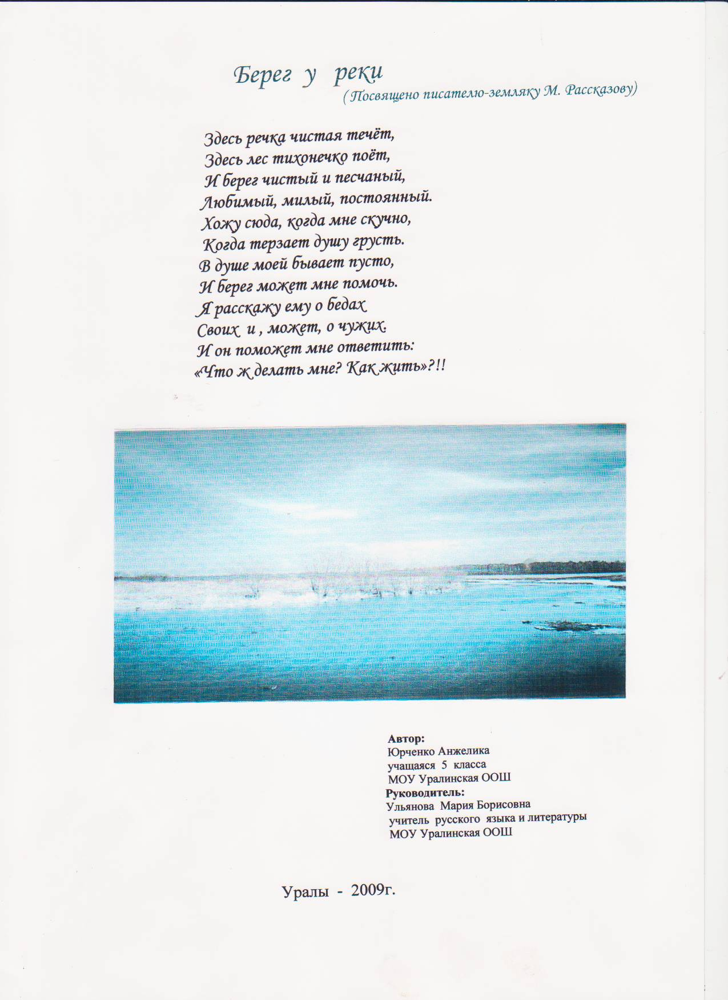 Берег у реки
(Посвящено писателю-земляку М. Рассказову)
Здесь речка чистая течёт,
Здесь лес тихонечко поёт,
И берег чистый и песчаный,
Любимый, милый, постоянный.
Хожу сюда, когда мне скучно,
Когда терзает душу грусть.
В душе моей бывает пусто,
И берег может мне помочь.
Я расскажу ему о бедах
Своих и , может, о чужих.
И он поможет мне ответить:
«Что ж делать мне? Как жить»?!!
Автор:
Юрченко Анжелика
учащаяся 5 класса
МОУ Уралинская ООШ
Руководитель:
Ульянова Мария Борисовна
учитель русского языка и литературы
МОУ Уралинская ООШ
Уралы - 2009г.